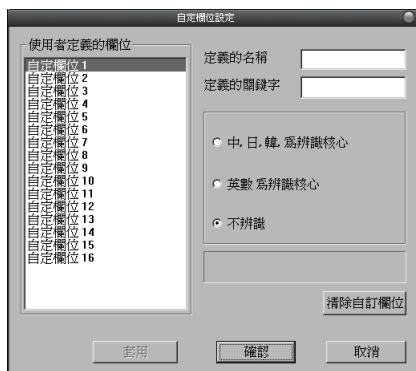 自定欄位設定
使用者定義的欄位
自定欄位 1
自定欄位 2
自定欄位 3
自定欄位 4
自定欄位 5
自定欄位 6
自定欄位 7
自定欄位 8
自定欄位 9
自定欄位 10
自定欄位 11
自定欄位 12
自定欄位 13
自定欄位 14
自定欄位 15
自定欄位 16
定義的名稱
定義的關鍵字
中, 日, 韓, 為辨識核心
英數 為辨識核心
不辨識
清除自訂欄位
套用
確認
取消